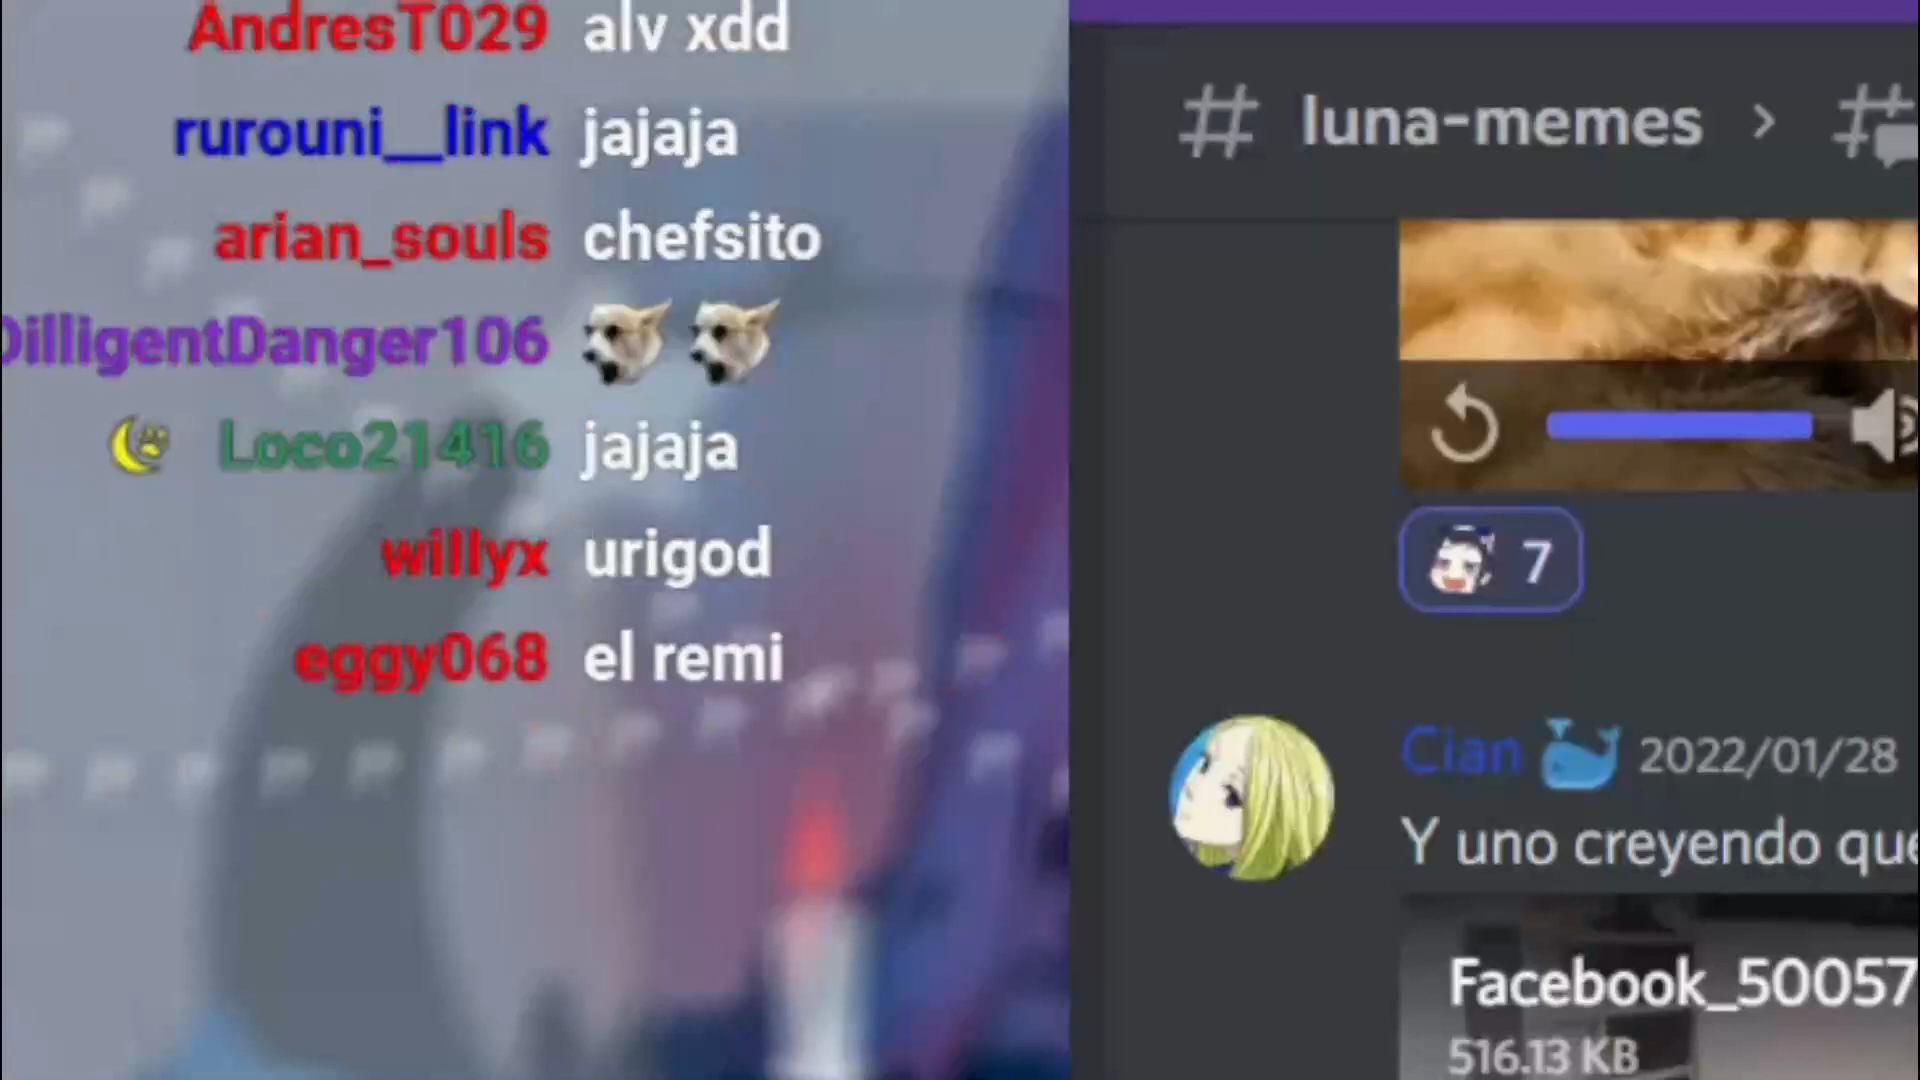 AndresT029 alv xdd
rurouni__link jajaja
arian_souls chefsito
DilligentDanger106
Loco21416 jajaja
willyx urigod
eggy068 el remi
# luna-memes > #
7
Cian 2022/01/28
Y uno creyendo que
Facebook_50057
516.13 KB